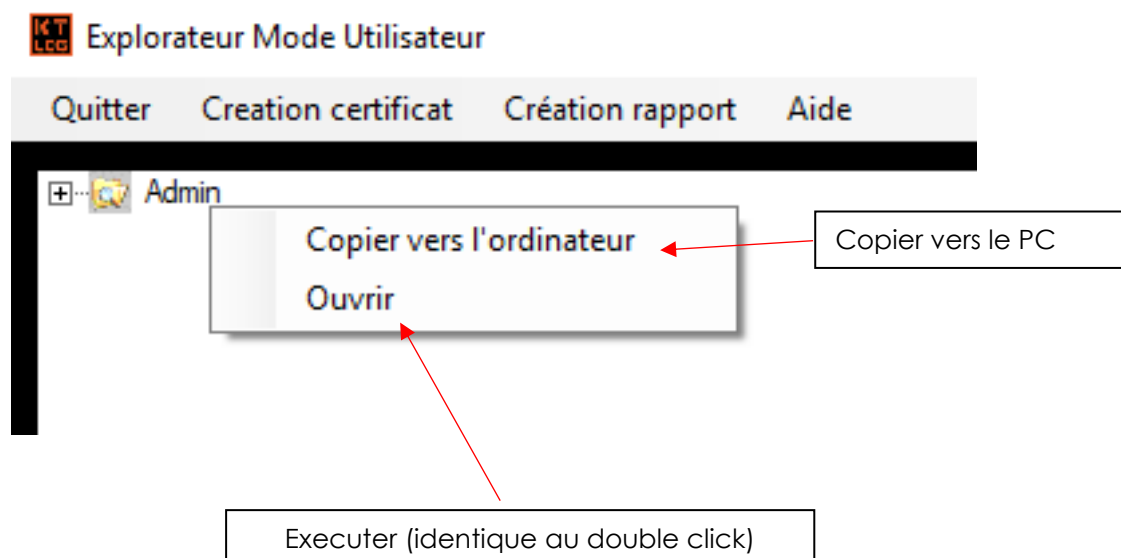 KT
LCG
Explorateur Mode Utilisateur
Quitter Creation certificat Création rapport Aide
Admin
Copier vers l'ordinateur
Copier vers le PC
Ouvrir
Executer (identique au double click)